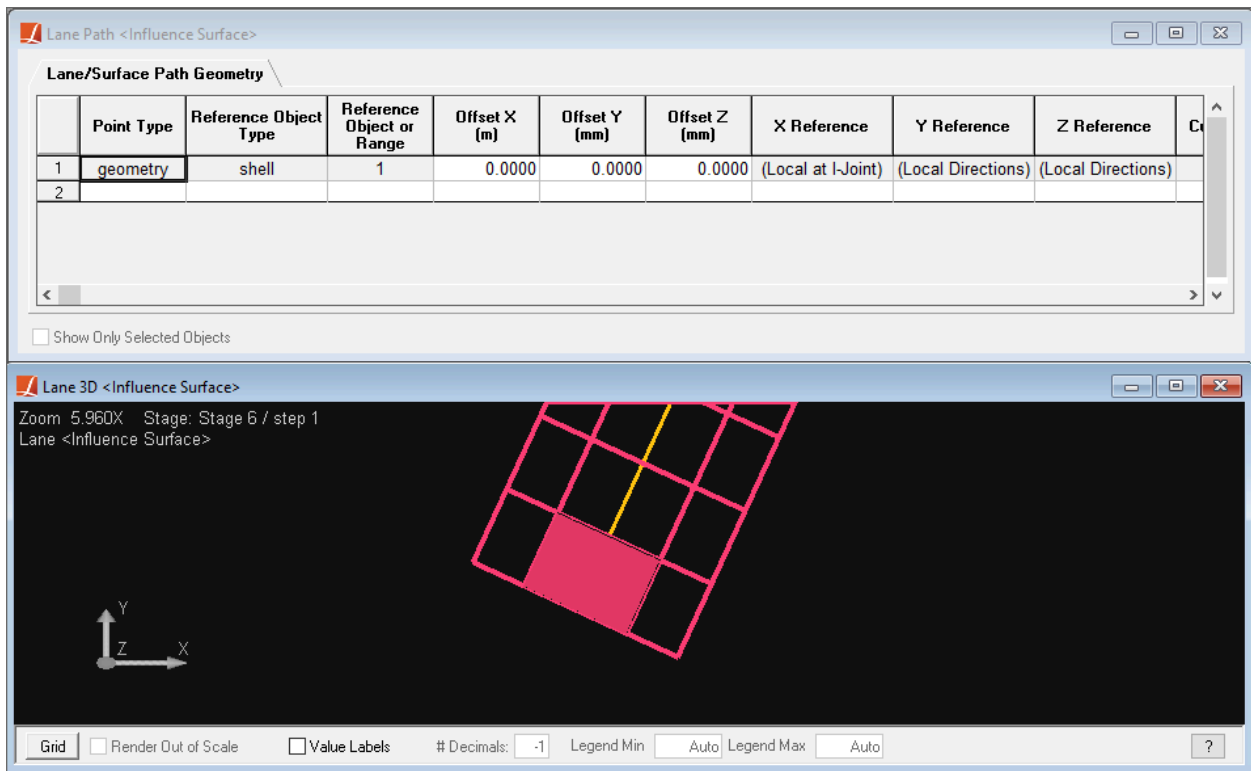 Lane Path <Influence Surface>
Lane/Surface Path Geometry
Point Type Reference Object Type Reference Object or Range Offset X (m) Offset Y (mm) Offset Z (mm) X Reference Y Reference Z Reference
1 geometry shell 1 0.0000 0.0000 0.0000 (Local at I-Joint) (Local Directions) (Local Directions)
2
Show Only Selected Objects
Lane 3D <Influence Surface>
Zoom 5.960X Stage: Stage 6 / step 1
Lane <Influence Surface>
Y
Z X
Grid Render Out of Scale Value Labels # Decimals: -1 Legend Min Auto Legend Max Auto ?